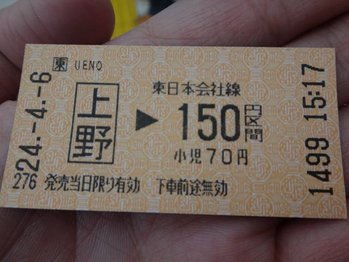 東 UENO
24.-4.-6
上野 ▶ 東日本会社線 150円区間
小児70円
276 発売当日限り有効 下車前途無効
1499 15:17